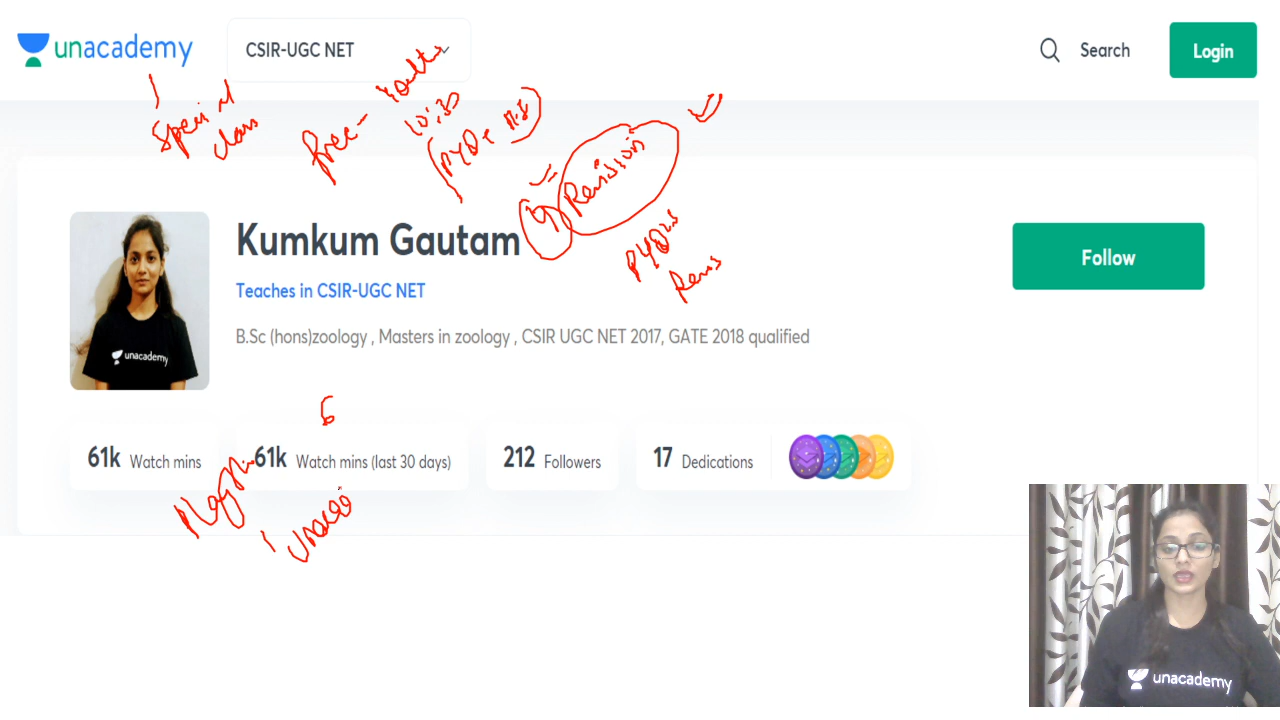 unacademy
CSIR-UGC NET
Search
Login
Special
class
free -
10:30
Revision
Kumkum Gautam
PYQs
Follow
Teaches in CSIR-UGC NET
B.Sc (hons)zoology , Masters in zoology , CSIR UGC NET 2017, GATE 2018 qualified
unacademy
61k Watch mins
61k Watch mins (last 30 days)
212 Followers
17 Dedications
unacademy